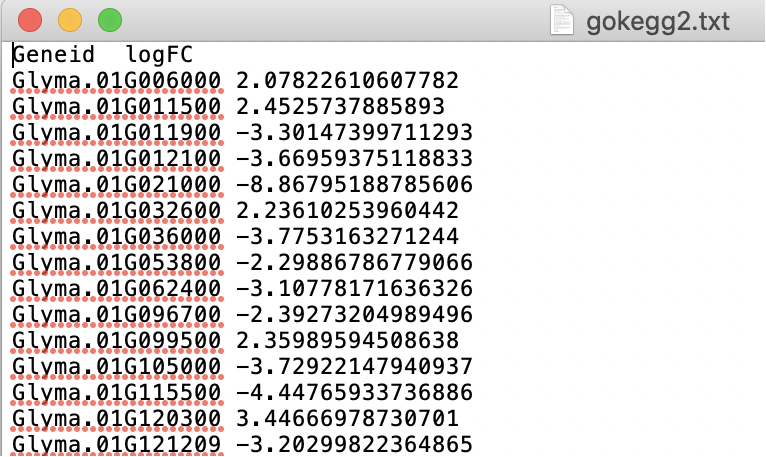 gokegg2.txt
Geneid logFC
Glyma.01G006000 2.07822610607782
Glyma.01G011500 2.4525737885893
Glyma.01G011900 -3.30147399711293
Glyma.01G012100 -3.66959375118833
Glyma.01G021000 -8.86795188785606
Glyma.01G032600 2.23610253960442
Glyma.01G036000 -3.7753163271244
Glyma.01G053800 -2.29886786779066
Glyma.01G062400 -3.10778171636326
Glyma.01G096700 -2.39273204989496
Glyma.01G099500 2.35989594508638
Glyma.01G105000 -3.72922147940937
Glyma.01G115500 -4.44765933736886
Glyma.01G120300 3.44666978730701
Glyma.01G121209 -3.20299822364865